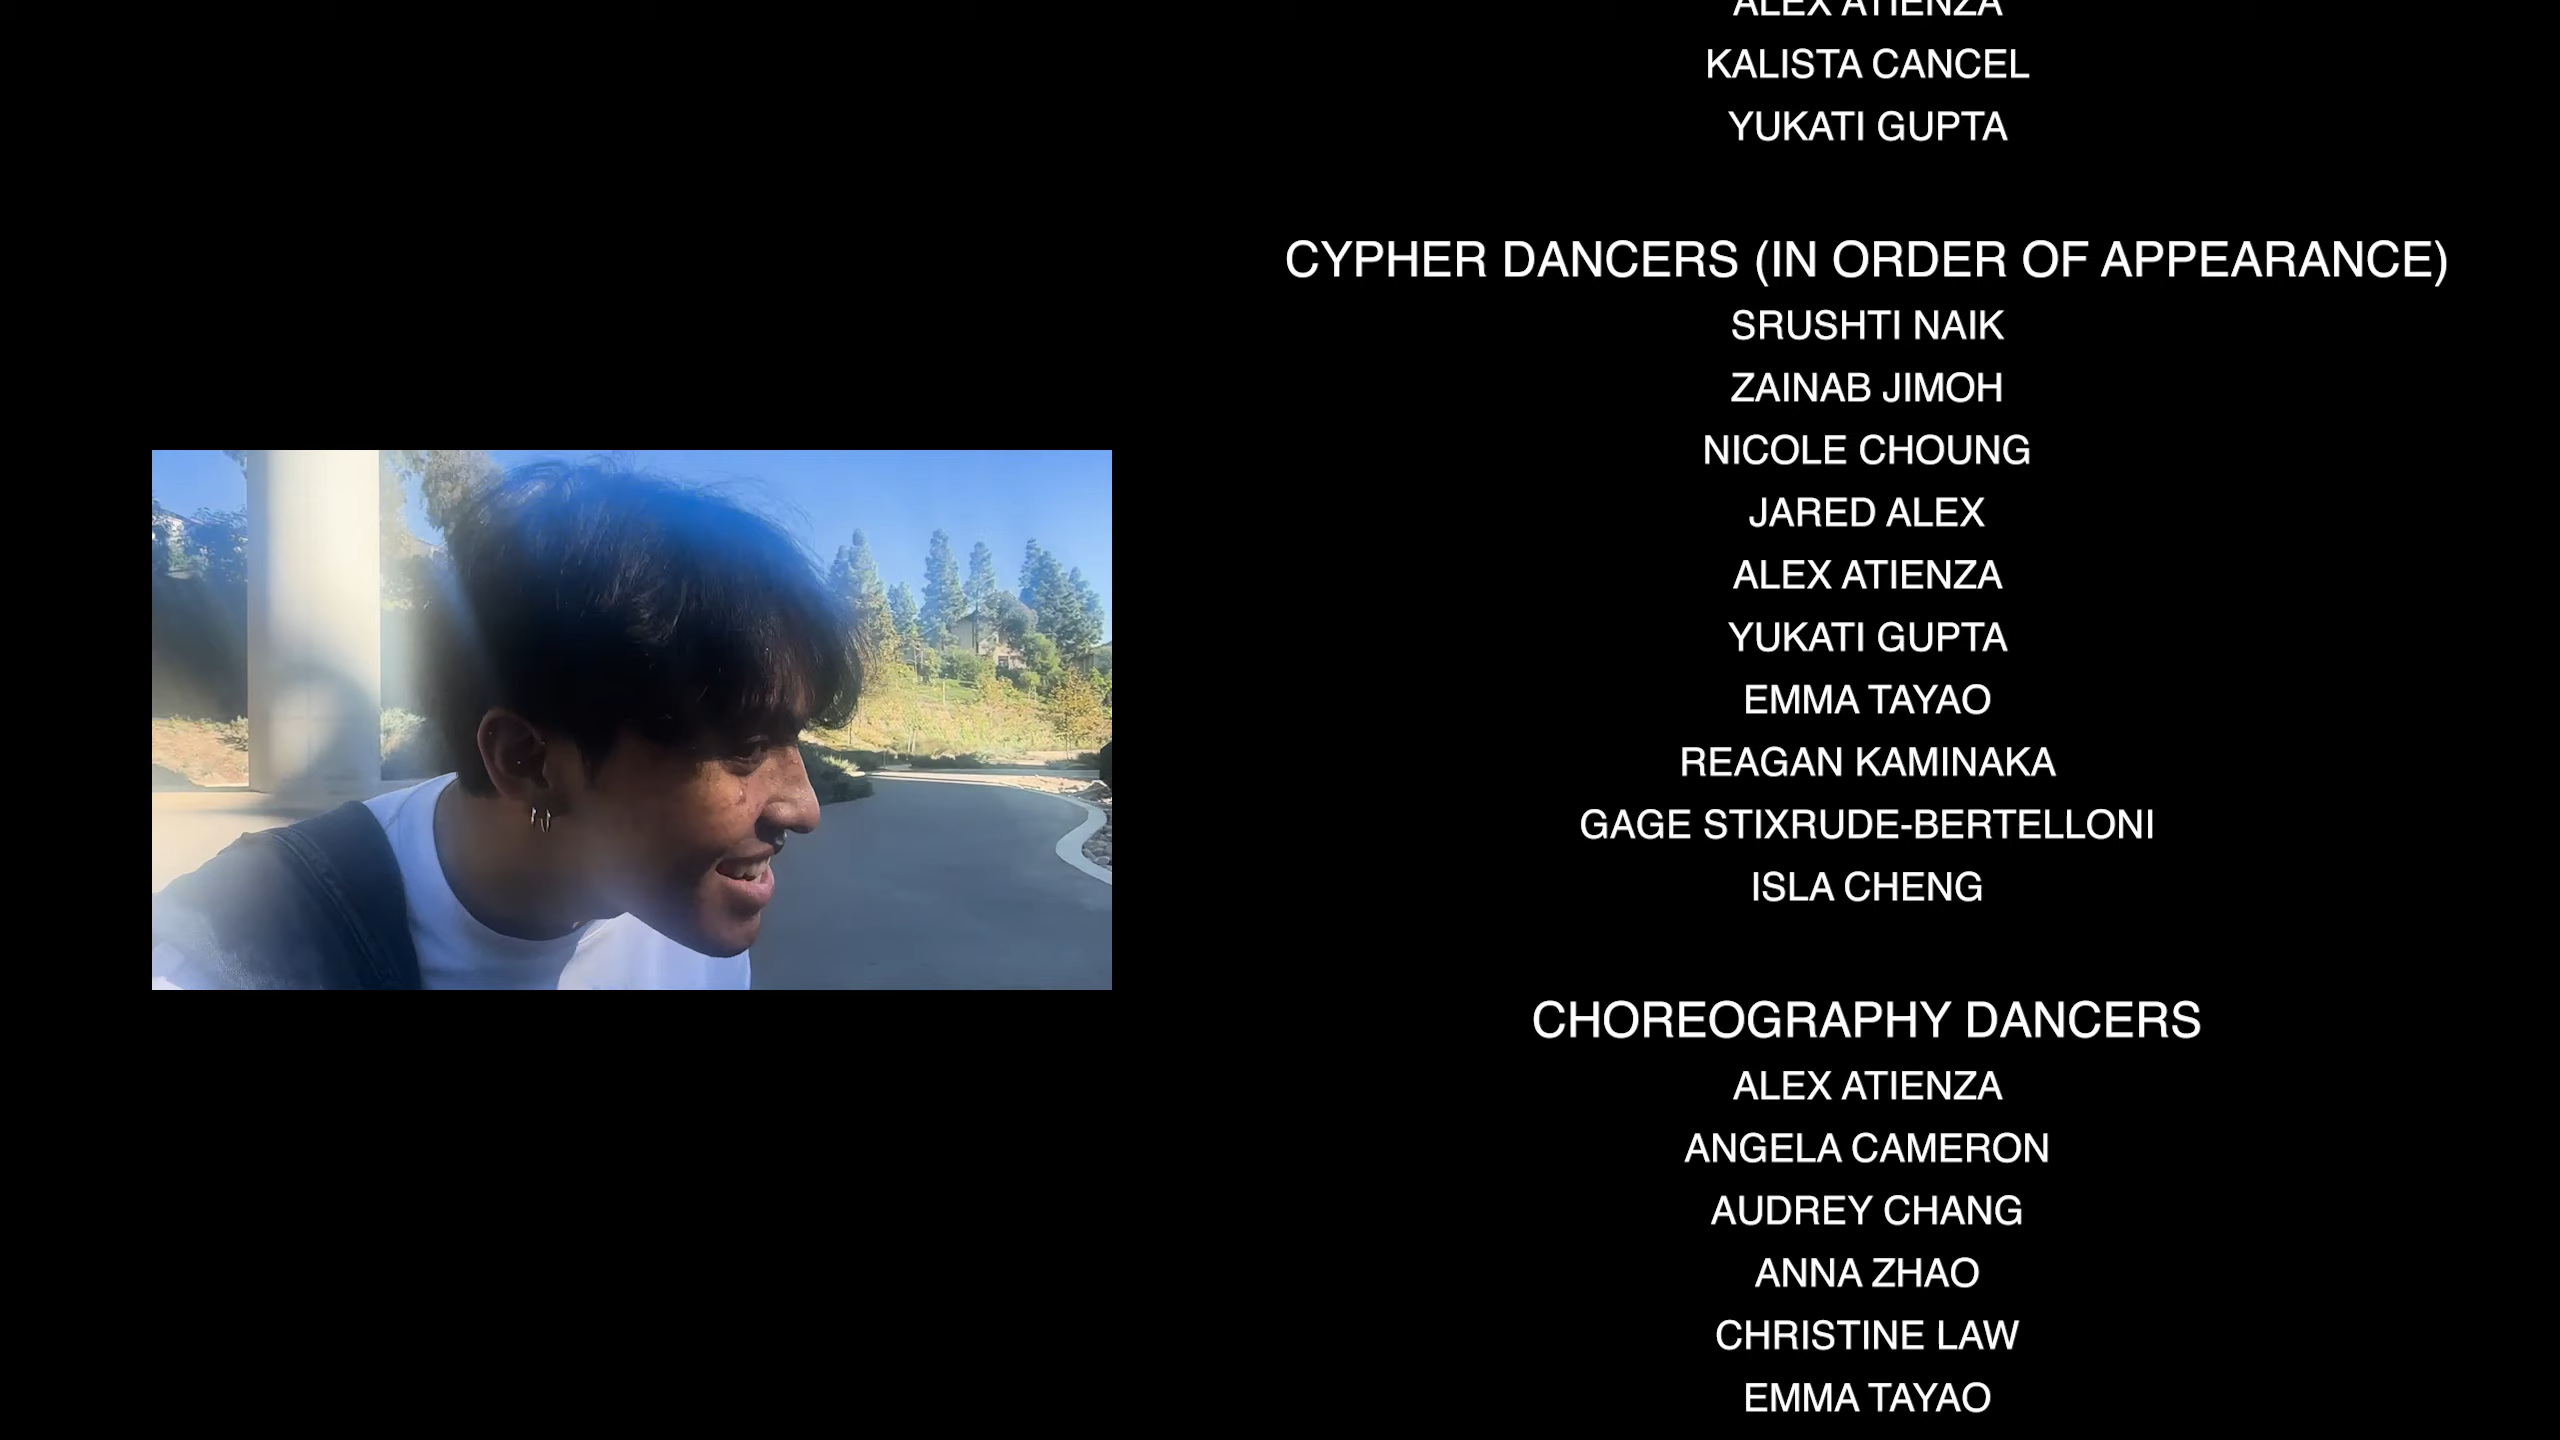 ALEX ATIENZA
KALISTA CANCEL
YUKATI GUPTA
CYPHER DANCERS (IN ORDER OF APPEARANCE)
SRUSHTI NAIK
ZAINAB JIMOH
NICOLE CHOUNG
JARED ALEX
ALEX ATIENZA
YUKATI GUPTA
EMMA TAYAO
REAGAN KAMINAKA
GAGE STIXRUDE-BERTELLONI
ISLA CHENG
CHOREOGRAPHY DANCERS
ALEX ATIENZA
ANGELA CAMERON
AUDREY CHANG
ANNA ZHAO
CHRISTINE LAW
EMMA TAYAO